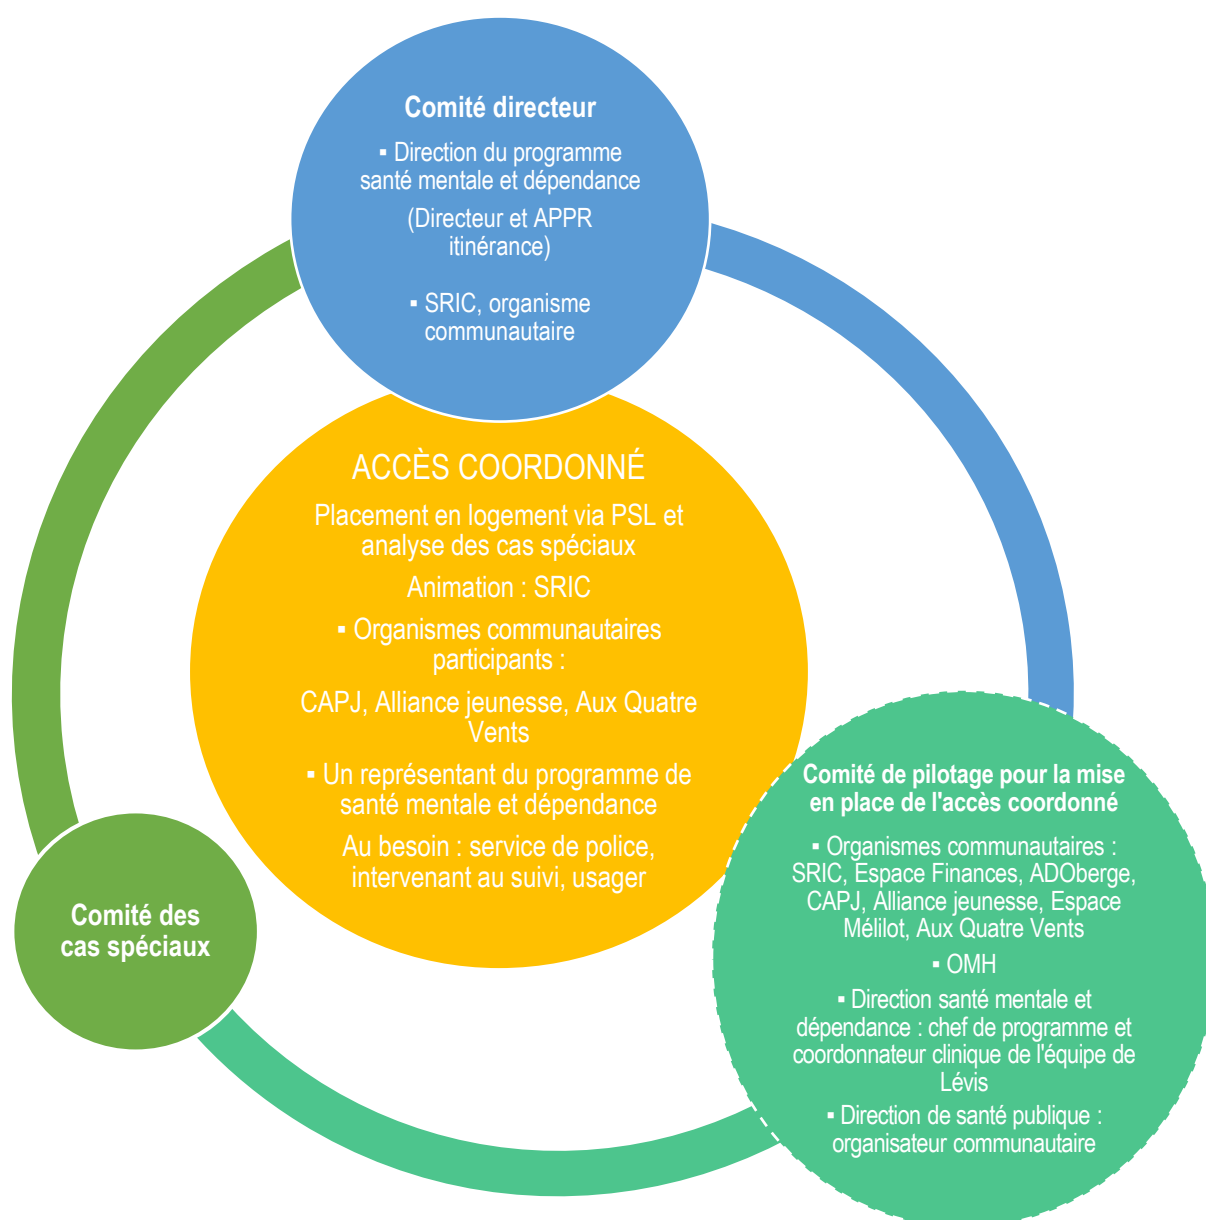 Comité directeur
▪ Direction du programme
santé mentale et dépendance
(Directeur et APPR
itinérance)
▪ SRIC, organisme
communautaire
ACCÈS COORDONNÉ
Placement en logement via PSL et
analyse des cas spéciaux
Animation : SRIC
▪ Organismes communautaires
participants :
CAPJ, Alliance jeunesse, Aux Quatre
Vents
▪ Un représentant du programme de
santé mentale et dépendance
Au besoin : service de police,
intervenant au suivi, usager
Comité de pilotage pour la mise
en place de l'accès coordonné
▪ Organismes communautaires :
SRIC, Espace Finances, ADOberge,
CAPJ, Alliance jeunesse, Espace
Mélilot, Aux Quatre Vents
▪ OMH
▪ Direction santé mentale et
dépendance : chef de programme et
coordonnateur clinique de l'équipe de
Lévis
▪ Direction de santé publique :
organisateur communautaire
Comité des
cas spéciaux